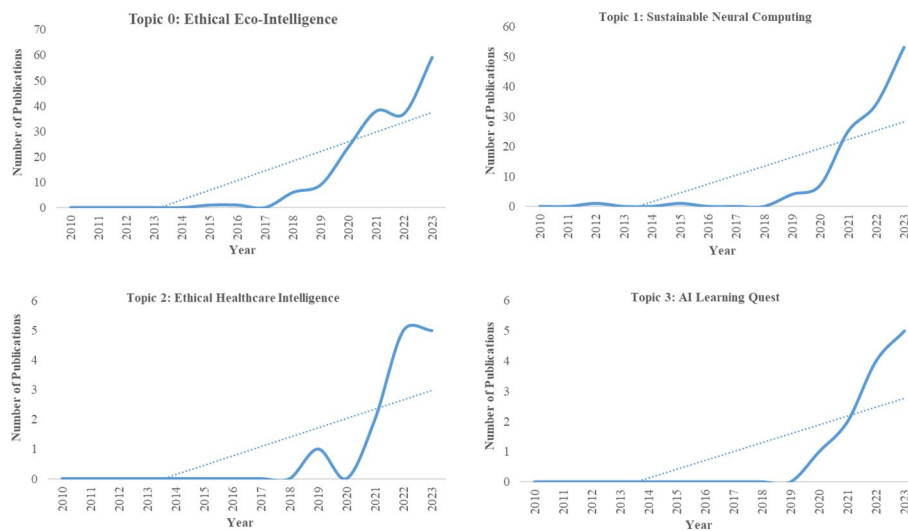 Topic 0: Ethical Eco-Intelligence
Number of Publications
70
60
50
40
30
20
10
0
2010 2011 2012 2013 2014 2015 2016 2017 2018 2019 2020 2021 2022 2023
Year
Topic 1: Sustainable Neural Computing
Number of Publications
60
50
40
30
20
10
0
2010 2011 2012 2013 2014 2015 2016 2017 2018 2019 2020 2021 2022 2023
Year
Topic 2: Ethical Healthcare Intelligence
Number of Publications
6
5
4
3
2
1
0
2010 2011 2012 2013 2014 2015 2016 2017 2018 2019 2020 2021 2022 2023
Year
Topic 3: AI Learning Quest
Number of Publications
6
5
4
3
2
1
0
2010 2011 2012 2013 2014 2015 2016 2017 2018 2019 2020 2021 2022 2023
Year